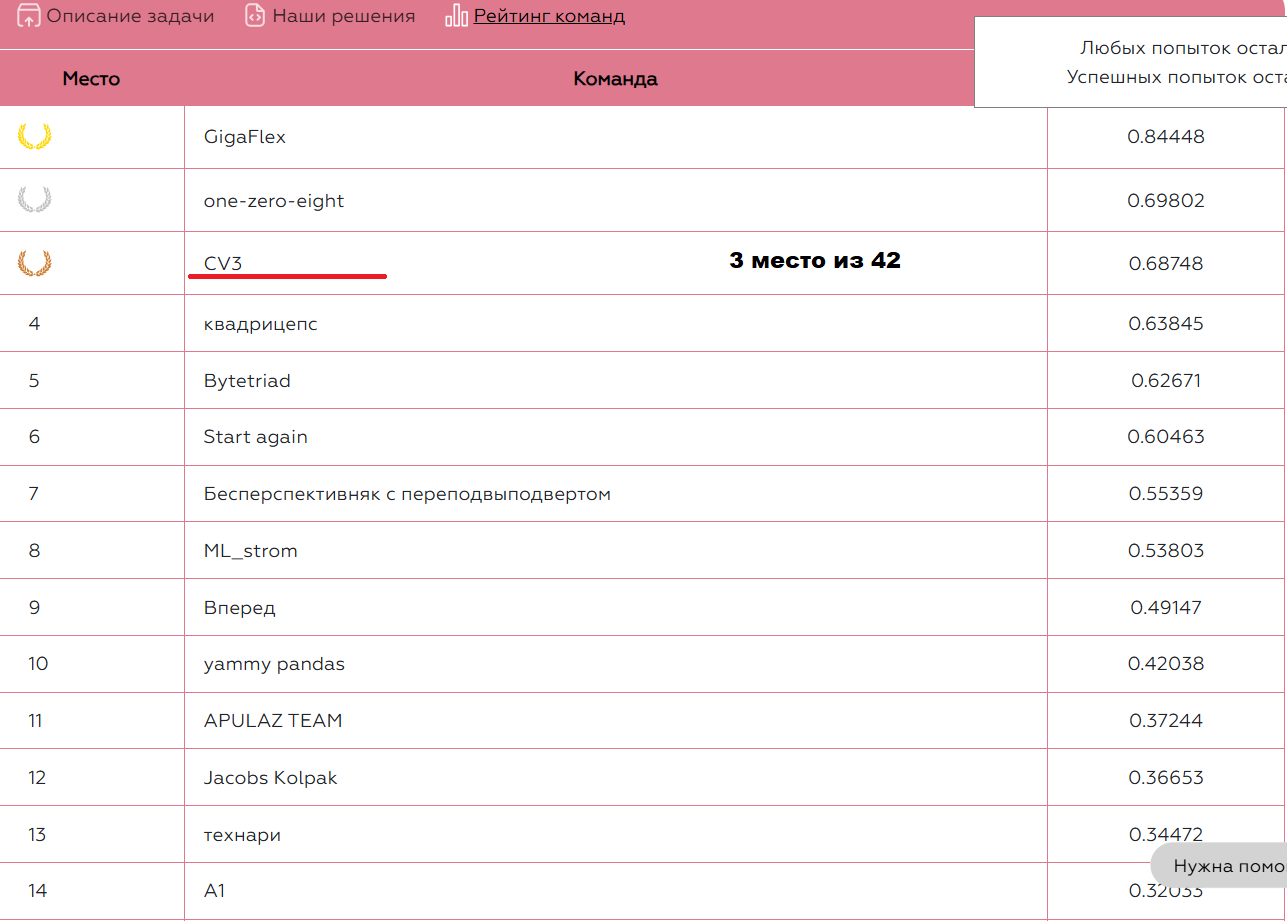 Описание задачи Наши решения Рейтинг команд
Любых попыток
Успешных попыток
Место Команда
GigaFlex 0.84448
one-zero-eight 0.69802
CV3 3 место из 42 0.68748
4 квадрицепс 0.63845
5 Bytetriad 0.62671
6 Start again 0.60463
7 Бесперспективняк с переподвыподвертом 0.55359
8 ML_strom 0.53803
9 Вперед 0.49147
10 yammy pandas 0.42038
11 APULAZ TEAM 0.37244
12 Jacobs Kolpak 0.36653
13 технари 0.34472
Нужна
14 A1 0.32033